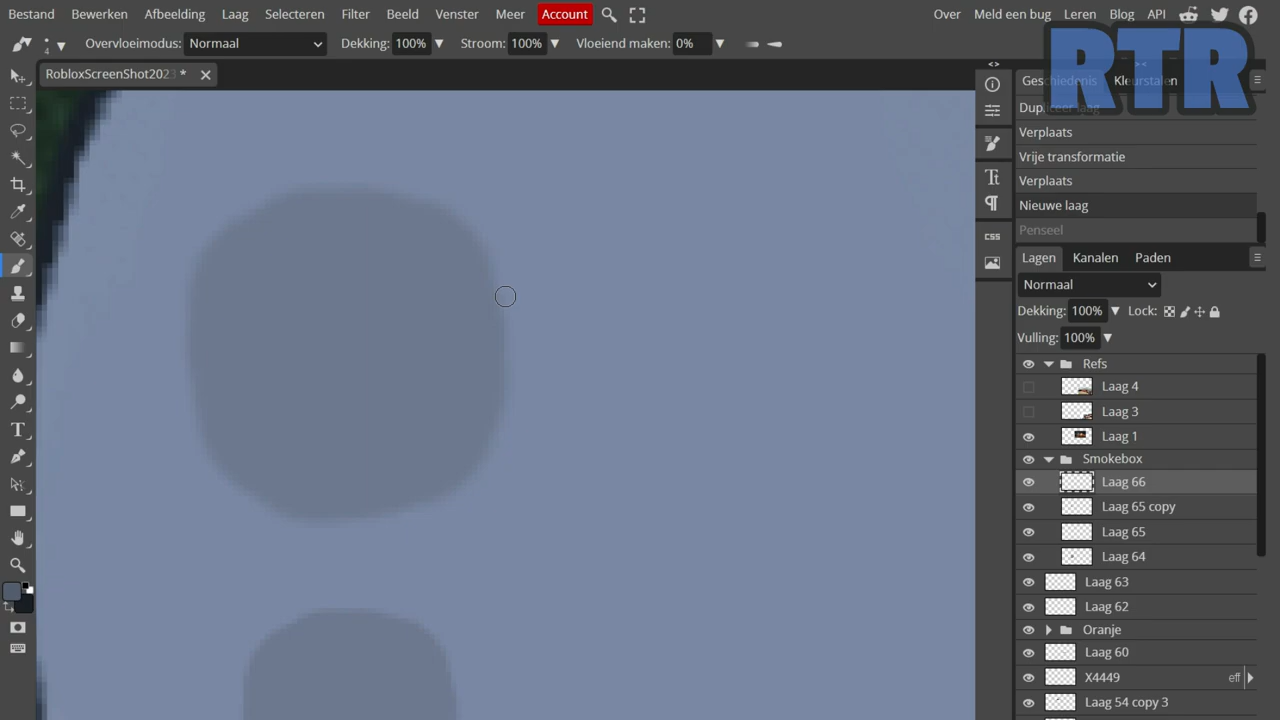 Bestand Bewerken Afbeelding Laag Selecteren Filter Beeld Venster Meer Account Over Meld een bug Leren Blog API
4 Overvloeimodus: Normaal Dekking: 100% Stroom: 100% Vloeiend maken: 0%
RTR
RobloxScreenShot2023 *
Geschiedenis Kleurstalen
Dupliceer laag
Verplaats
Vrije transformatie
Verplaats
Nieuwe laag
Penseel
Tt
CSS
Lagen Kanalen Paden
Normaal
Dekking: 100% Lock:
Vulling: 100%
Refs
Laag 4
Laag 3
Laag 1
Smokebox
Laag 66
Laag 65 copy
Laag 65
Laag 64
Laag 63
Laag 62
Oranje
Laag 60
X4449 eff
Laag 54 copy 3